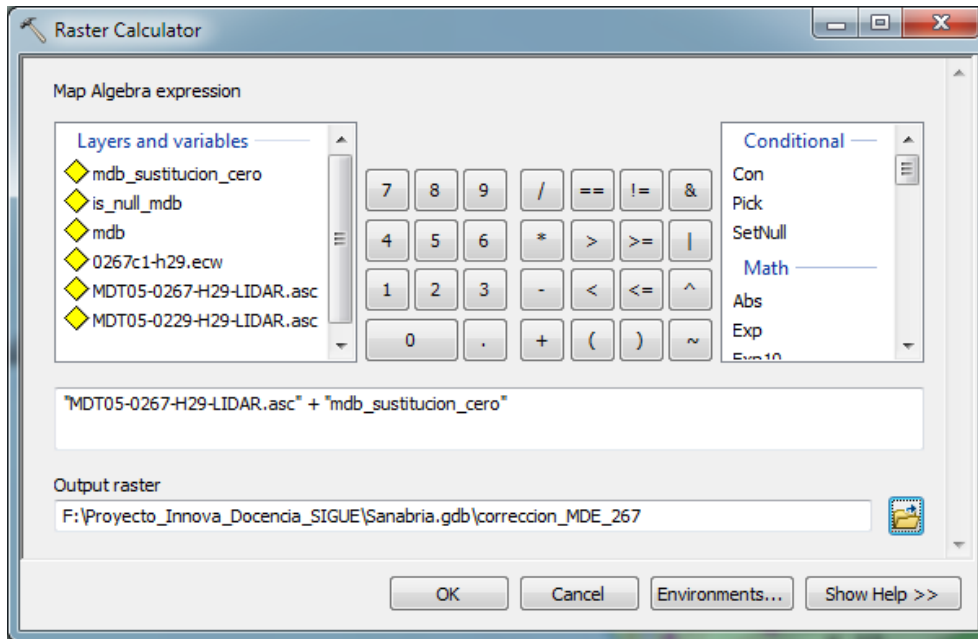 Raster Calculator
Map Algebra expression
Layers and variables
mdb_sustitucion_cero
is_null_mdb
mdb
0267c1-h29.ecw
MDT05-0267-H29-LIDAR.asc
MDT05-0229-H29-LIDAR.asc
7 8 9 / == != &
4 5 6 * > >= |
1 2 3 - < <= ^
0 . + ( ) ~
Conditional
Con
Pick
SetNull
Math
Abs
Exp
Exp10
"MDT05-0267-H29-LIDAR.asc" + "mdb_sustitucion_cero"
Output raster
F:\Proyecto_Innova_Docencia_SIGUE\Sanabria.gdb\correccion_MDE_267
OK Cancel Environments... Show Help >>